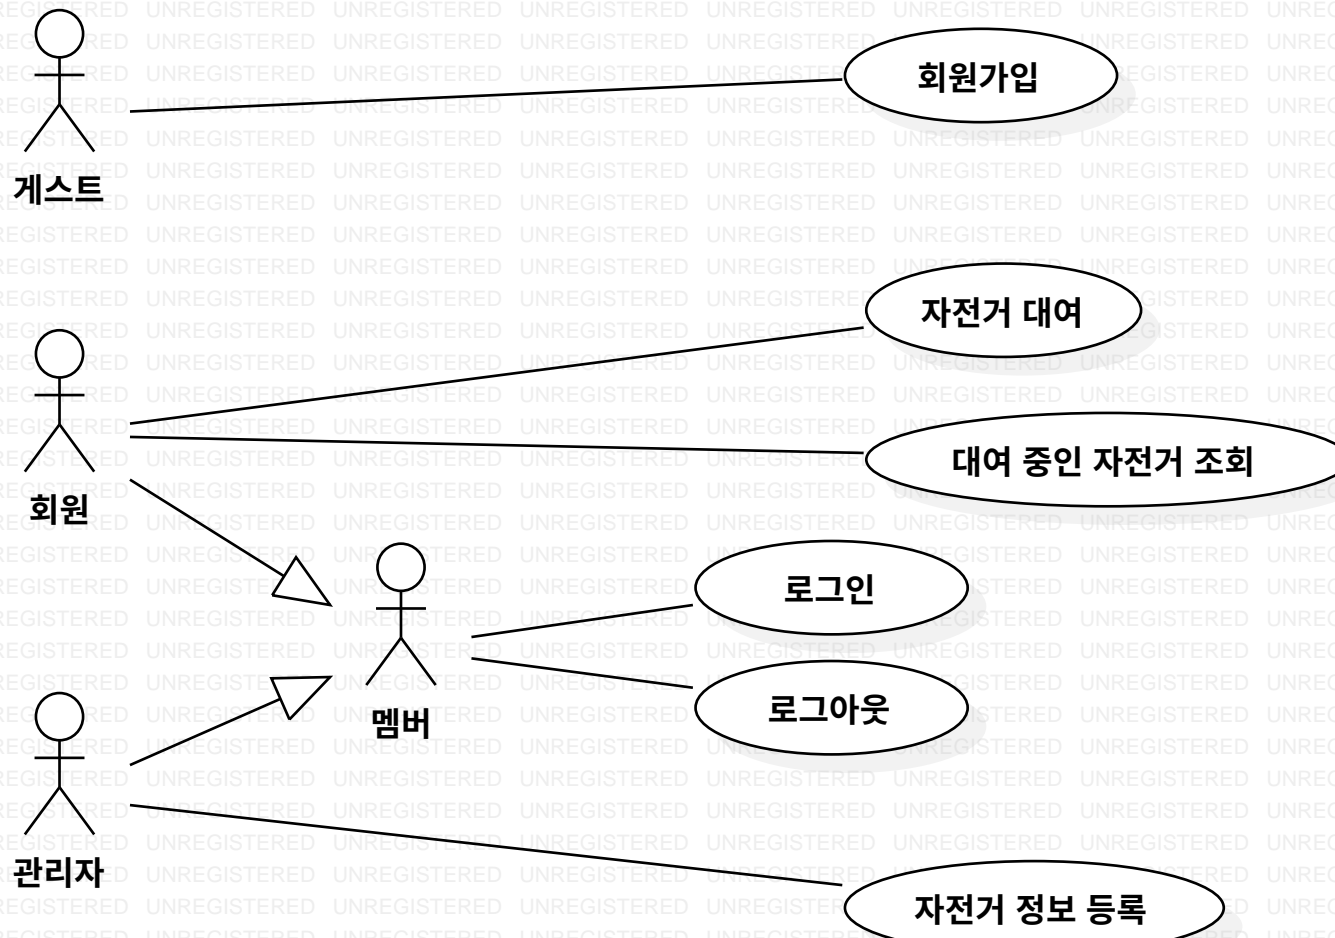 회원가입
게스트
자전거 대여
대여 중인 자전거 조회
회원
로그인
로그아웃
멤버
관리자
자전거 정보 등록
UNREGISTERED